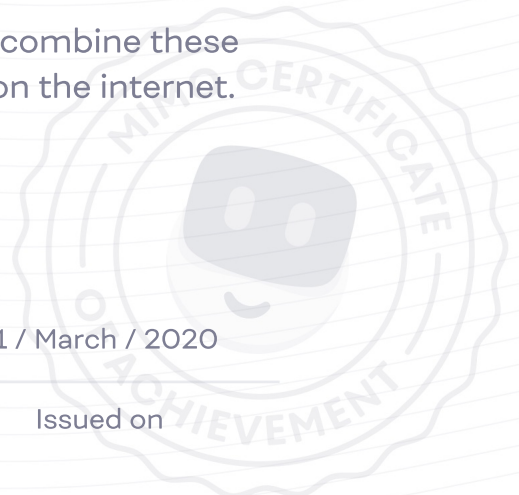 combine these
on the internet.
MIMO CERTIFICATE
OF ACHIEVEMENT
1 / March / 2020
Issued on